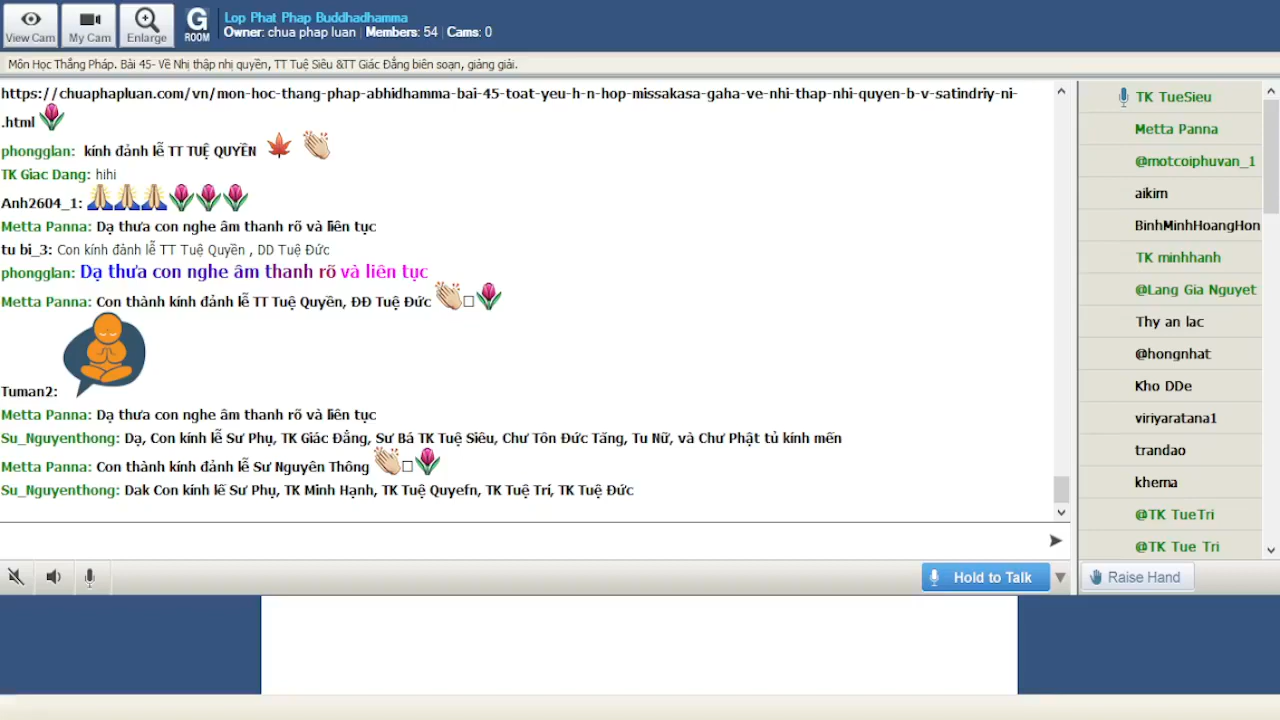 View Cam
My Cam
Enlarge
G
ROOM
Lop Phat Phap Buddhadhamma
Owner: chua phap luan | Members: 54 | Cams: 0
Môn Học Thắng Pháp. Bài 45- Về Nhị thập nhị quyền, TT Tuệ Siêu &TT Giác Đẳng biên soạn, giảng giải.
https://chuaphapluan.com/vn/mon-hoc-thang-phap-abhidhamma-bai-45-toat-yeu-h-n-hop-missakasa-gaha-ve-nhi-thap-nhi-quyen-b-v-satindriy-ni-
.html
phongglan: kính đảnh lễ TT TUỆ QUYỀN
TK Giac Dang: hihi
Anh2604_1:
Metta Panna: Dạ thưa con nghe âm thanh rõ và liên tục
tu bi_3: Con kính đảnh lễ TT Tuệ Quyền , DD Tuệ Đức
phongglan: Dạ thưa con nghe âm thanh rõ và liên tục
Metta Panna: Con thành kính đảnh lễ TT Tuệ Quyền, ĐĐ Tuệ Đức
Tuman2:
Metta Panna: Dạ thưa con nghe âm thanh rõ và liên tục
Su_Nguyenthong: Dạ, Con kính lễ Sư Phụ, TK Giác Đẳng, Sư Bá TK Tuệ Siêu, Chư Tôn Đức Tăng, Tu Nữ, và Chư Phật tủ kính mến
Metta Panna: Con thành kính đảnh lễ Sư Nguyên Thông
Su_Nguyenthong: Dak Con kính lế Sư Phụ, TK Minh Hạnh, TK Tuệ Quyefn, TK Tuệ Trí, TK Tuệ Đức
TK TueSieu
Metta Panna
@motcoiphuvan_1
aikim
BinhMinhHoangHon
TK minhhanh
@Lang Gia Nguyet
Thy an lac
@hongnhat
Kho DDe
viriyaratana1
trandao
khema
@TK TueTri
@TK Tue Tri
Hold to Talk
Raise Hand